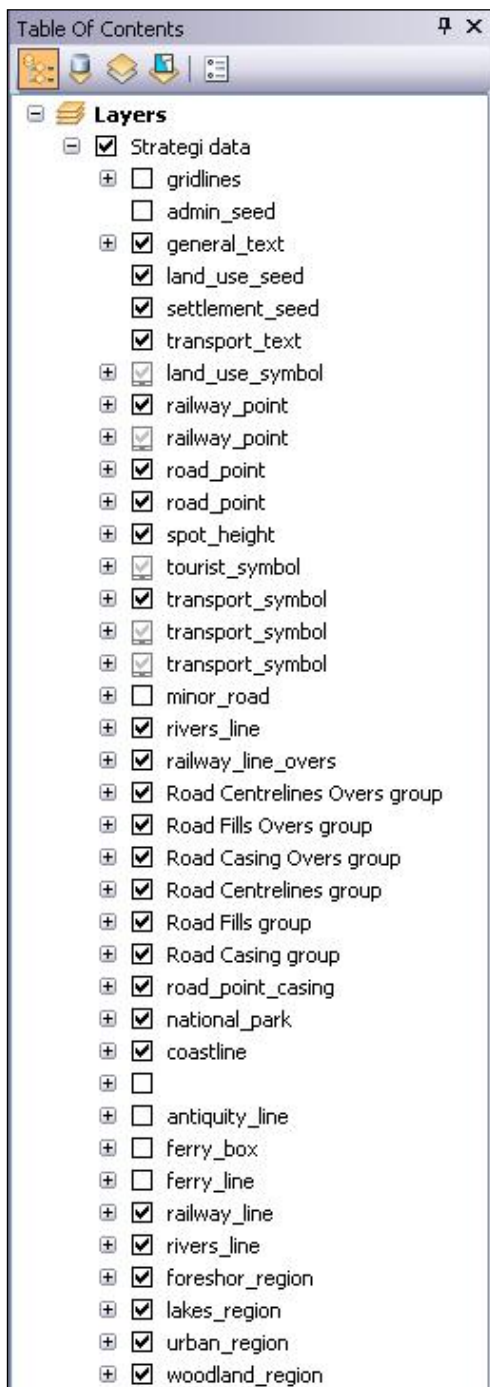 Table Of Contents
Layers
Strategi data
gridlines
admin_seed
general_text
land_use_seed
settlement_seed
transport_text
land_use_symbol
railway_point
railway_point
road_point
road_point
spot_height
tourist_symbol
transport_symbol
transport_symbol
transport_symbol
minor_road
rivers_line
railway_line_overs
Road Centrelines Overs group
Road Fills Overs group
Road Casing Overs group
Road Centrelines group
Road Fills group
Road Casing group
road_point_casing
national_park
coastline
antiquity_line
ferry_box
ferry_line
railway_line
rivers_line
foreshor_region
lakes_region
urban_region
woodland_region